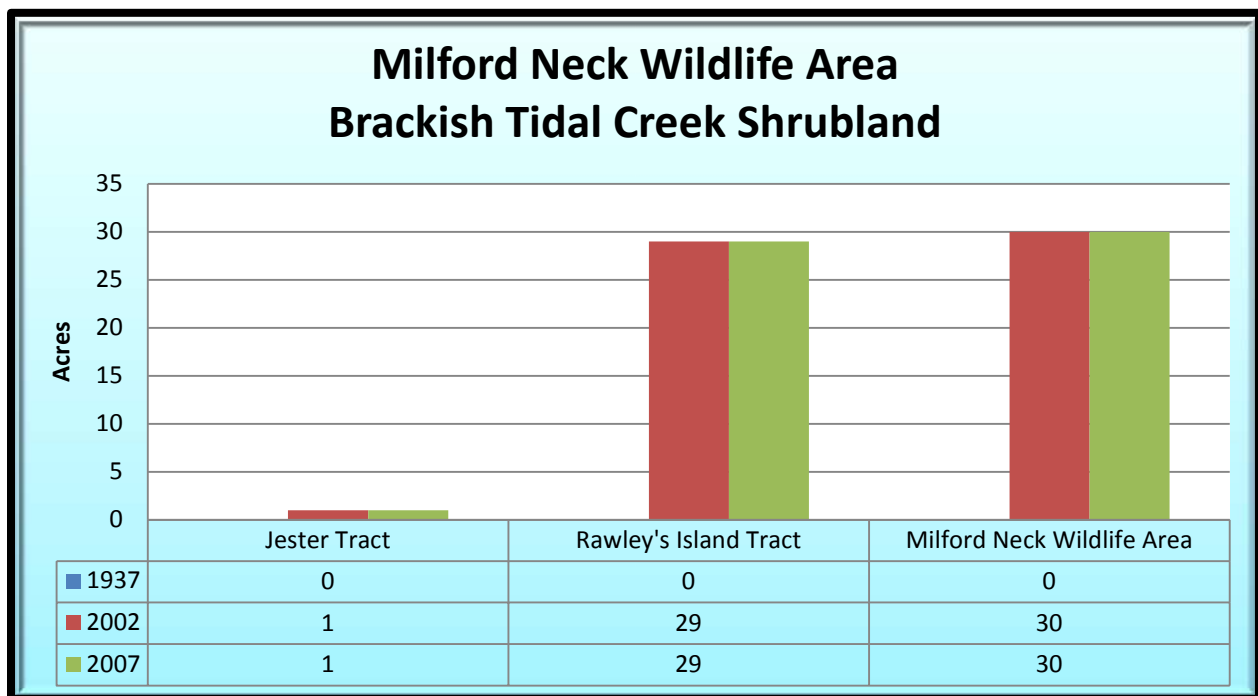 Milford Neck Wildlife Area
Brackish Tidal Creek Shrubland
Acres
35
30
25
20
15
10
5
0
Jester Tract Rawley's Island Tract Milford Neck Wildlife Area
1937 0 0 0
2002 1 29 30
2007 1 29 30